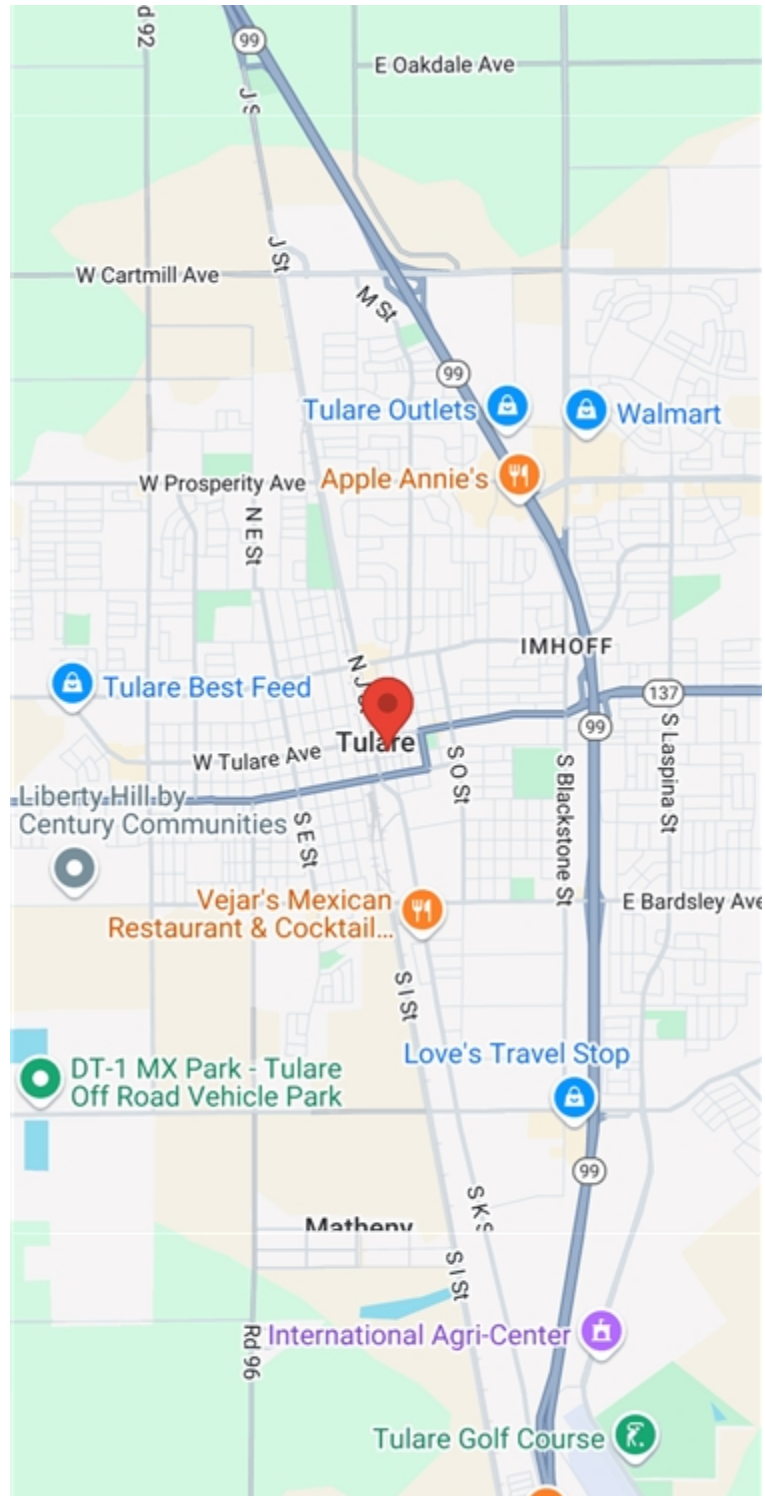 Rd 92
99
E Oakdale Ave
J S
J St
W Cartmill Ave
M St
99
Tulare Outlets
Walmart
Apple Annie's
W Prosperity Ave
N E St
IMHOFF
N J St
Tulare Best Feed
137
99
Tulare
W Tulare Ave
S O St
S Blackstone St
S Laspina St
Liberty Hill by
Century Communities
S E St
Vejar's Mexican
Restaurant & Cocktail...
E Bardsley Ave
S I St
Love's Travel Stop
DT-1 MX Park - Tulare
Off Road Vehicle Park
99
S K S
Matheny
S I St
International Agri-Center
Rd 96
Tulare Golf Course